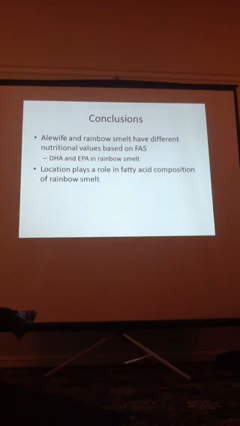 Conclusions
• Alewife and rainbow smelt have different
nutritional values based on FAS
– DHA and EPA in rainbow smelt
• Location plays a role in fatty acid composition
of rainbow smelt